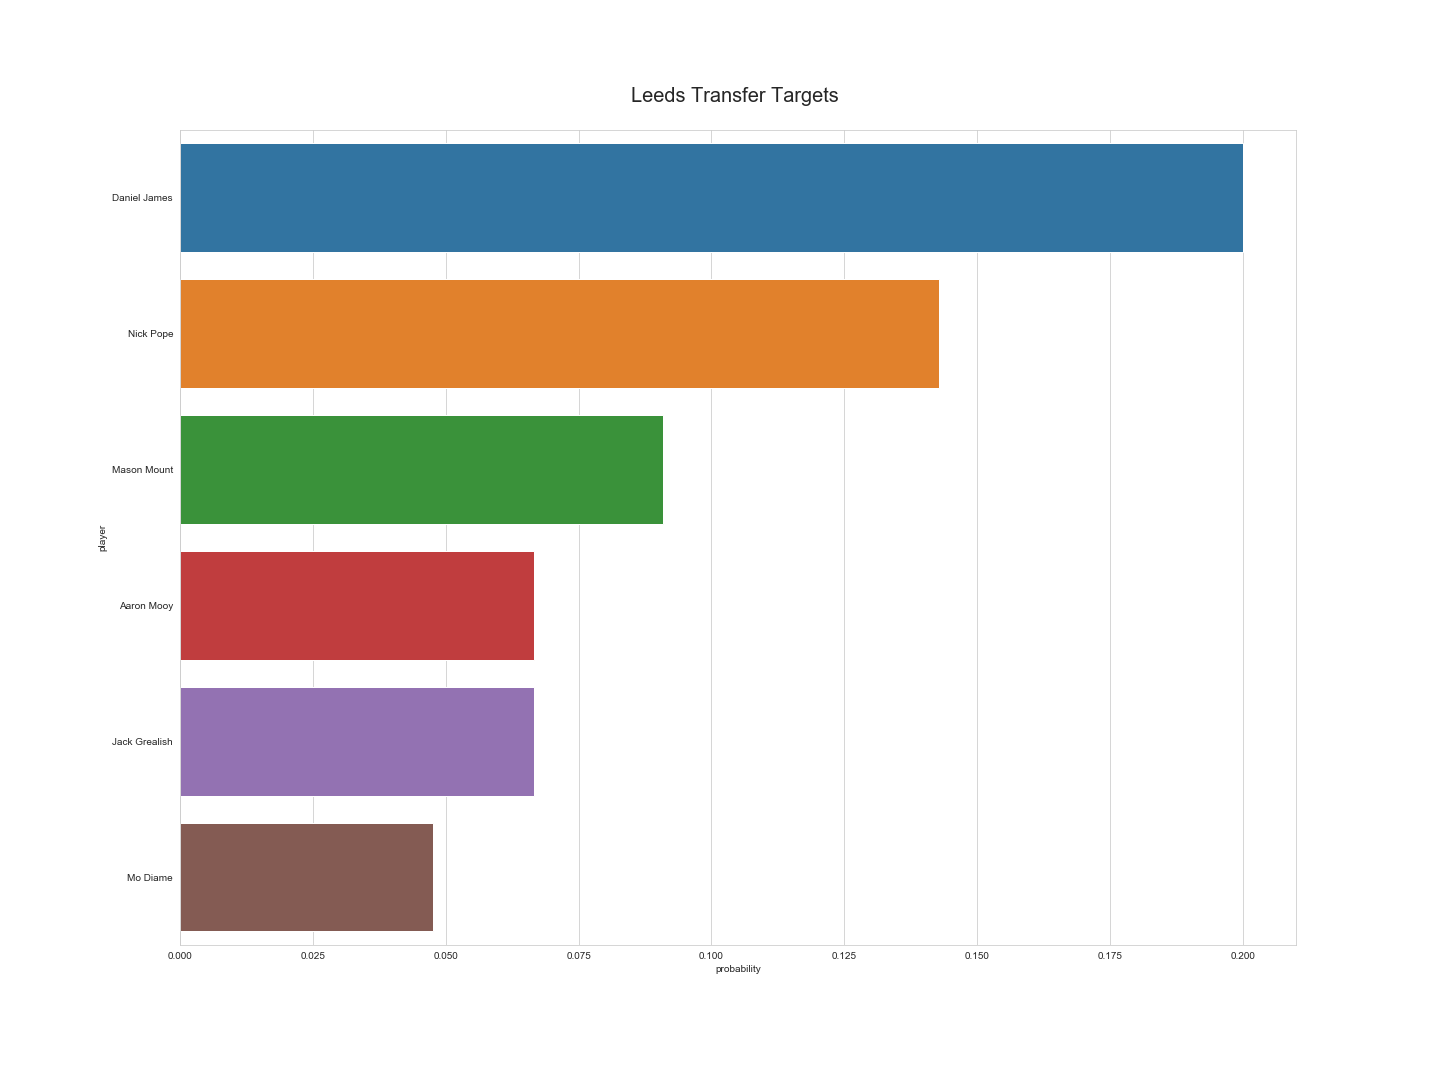 Leeds Transfer Targets
Daniel James
Nick Pope
Mason Mount
player
Aaron Mooy
Jack Grealish
Mo Diame
0.000 0.025 0.050 0.075 0.100 0.125 0.150 0.175 0.200
probability